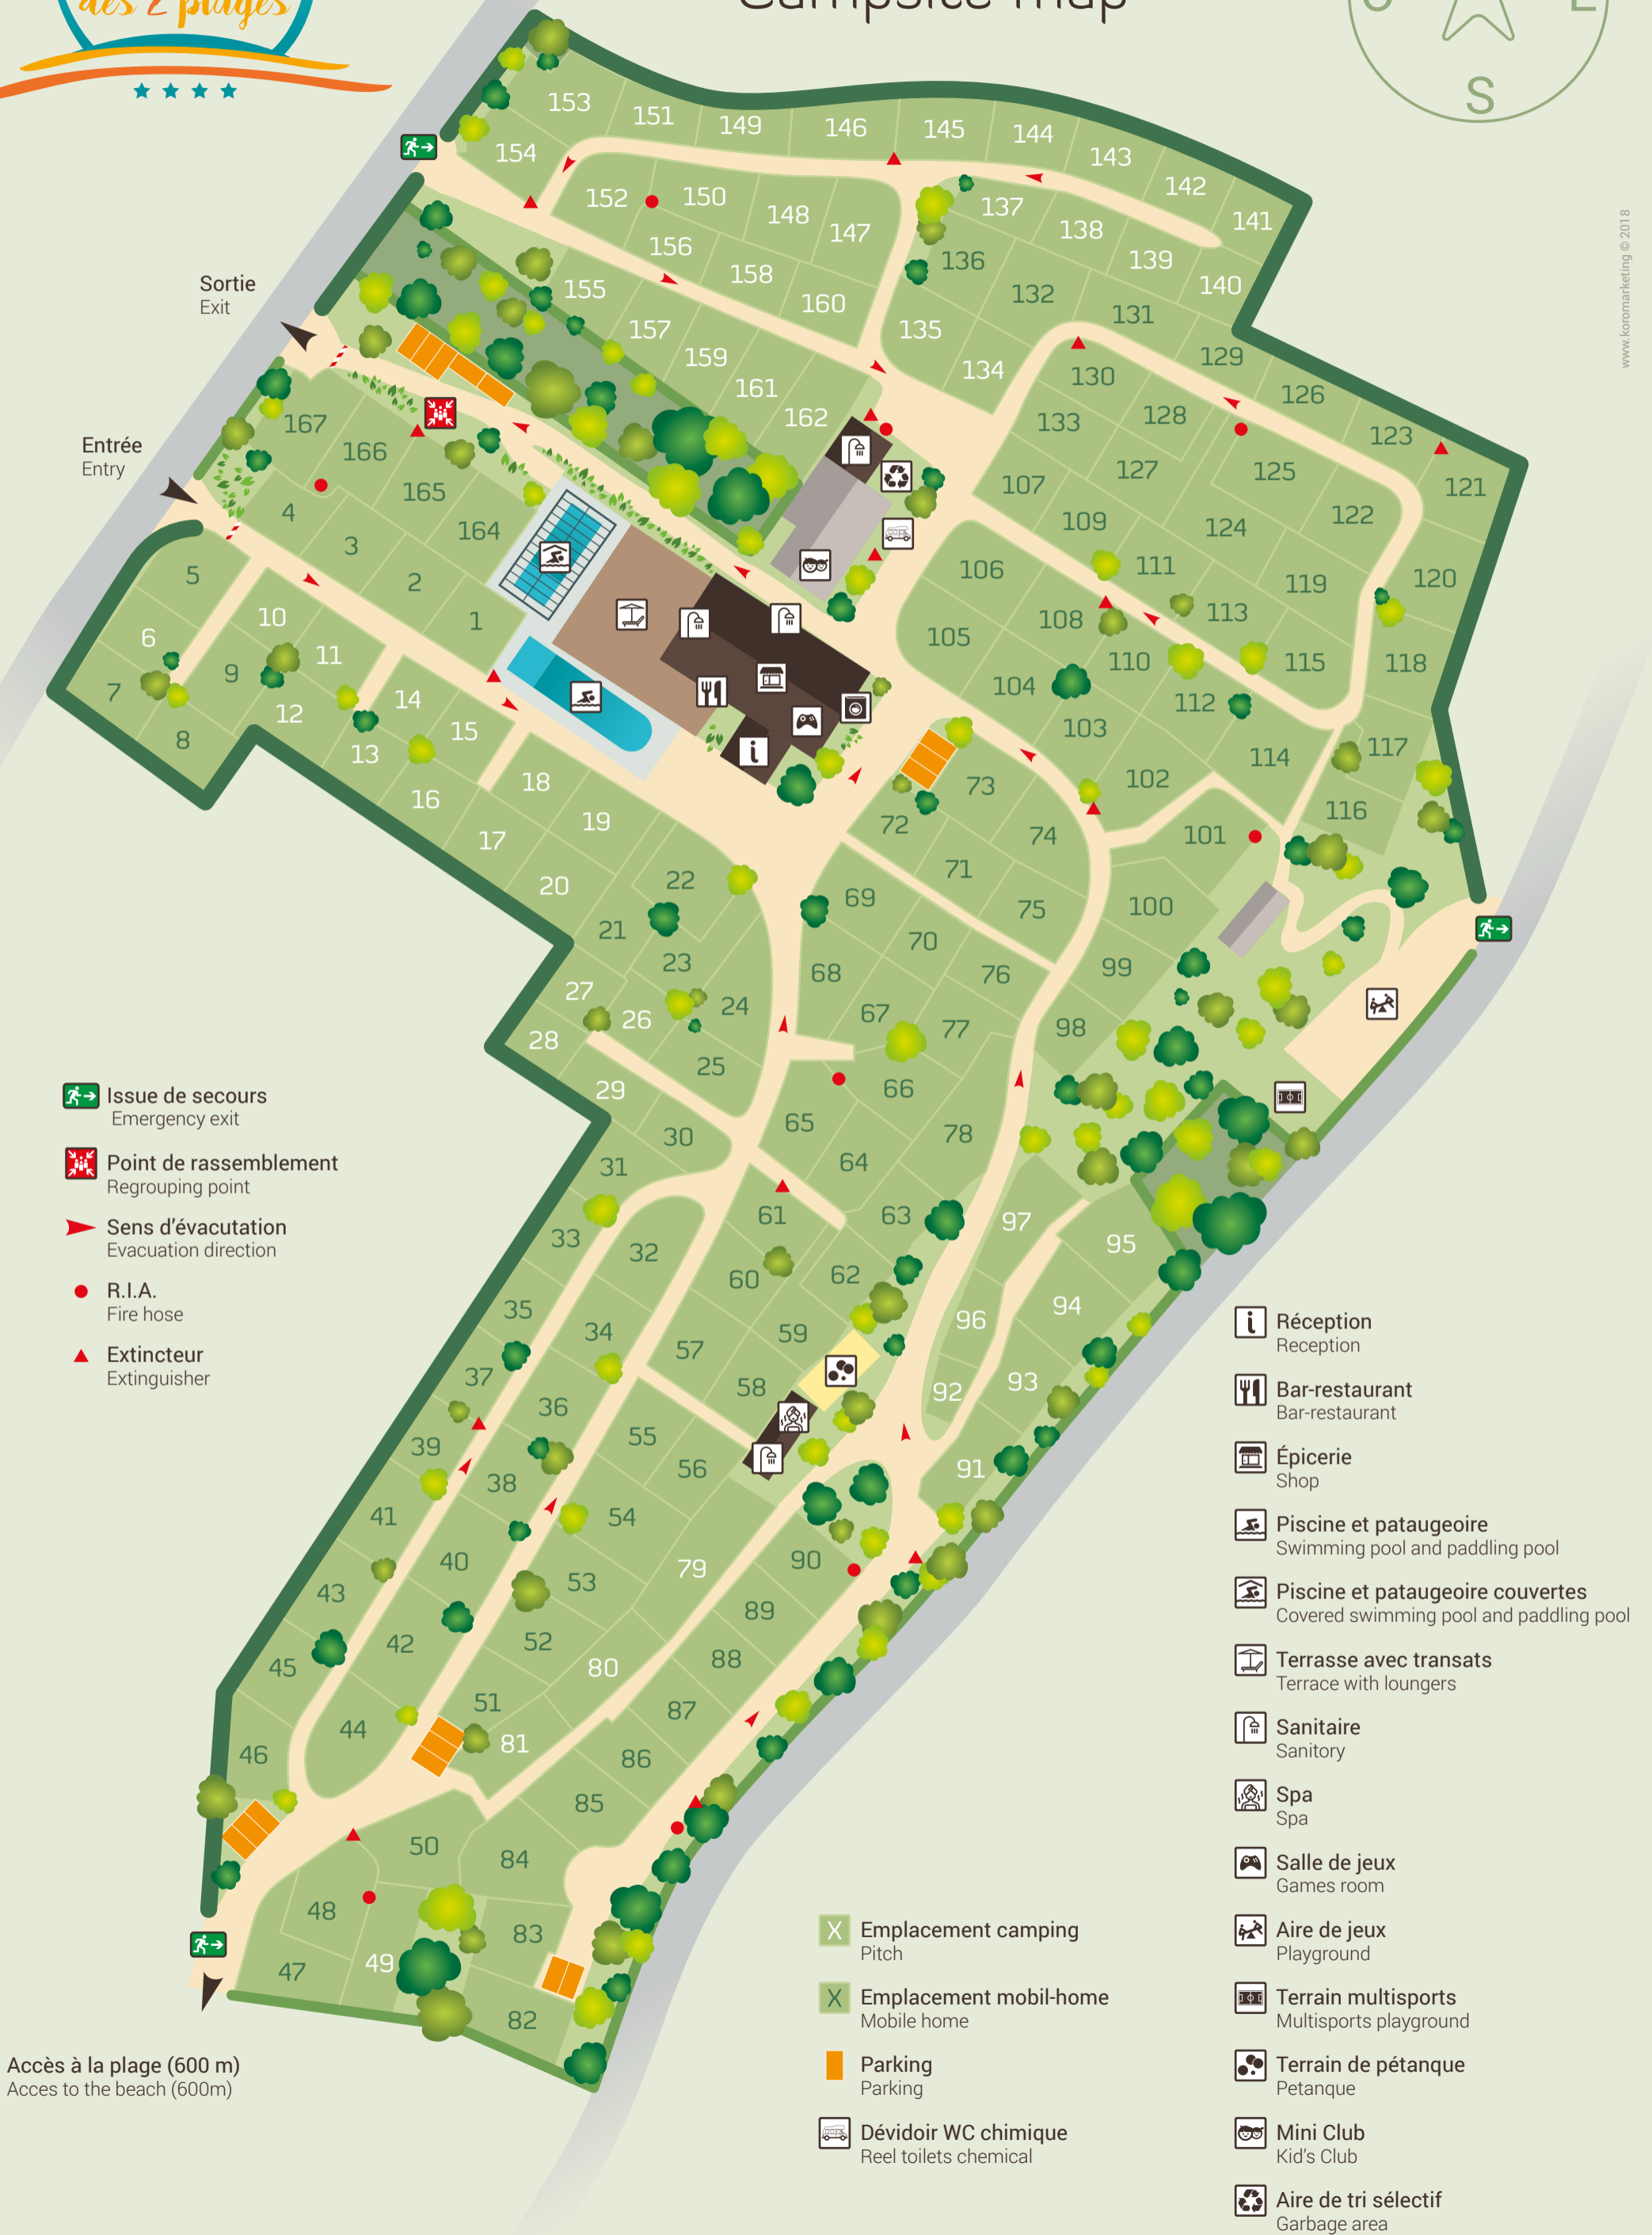 des 2 plages
Campsite map
O
E
S
www.koromarketing © 2018
153
151
149
146
145
144
143
142
141
154
152
150
148
147
137
138
139
140
156
158
160
136
132
131
155
157
159
161
162
135
134
129
126
123
121
130
128
125
122
133
127
124
107
109
111
119
120
106
108
113
118
105
110
115
104
112
103
114
117
102
116
101
100
99
98
Sortie
Exit
Entrée
Entry
167
166
165
164
4
3
2
1
5
6
7
8
9
10
11
12
13
14
15
16
17
18
19
20
21
22
23
24
25
26
27
28
29
30
31
32
33
34
35
36
37
38
39
40
41
42
43
44
45
46
73
72
74
71
75
69
70
76
68
67
77
66
65
78
64
63
61
60
62
59
57
58
55
56
54
53
52
51
79
80
81
97
95
96
94
92
93
91
90
89
88
87
86
85
84
83
82
50
48
49
47
i
Issue de secours
Emergency exit
Point de rassemblement
Regrouping point
Sens d'évacutation
Evacuation direction
R.I.A.
Fire hose
Extincteur
Extinguisher
Accès à la plage (600 m)
Acces to the beach (600m)
X
Emplacement camping
Pitch
X
Emplacement mobil-home
Mobile home
Parking
Parking
Dévidoir WC chimique
Reel toilets chemical
i
Réception
Reception
Bar-restaurant
Bar-restaurant
Épicerie
Shop
Piscine et pataugeoire
Swimming pool and paddling pool
Piscine et pataugeoire couvertes
Covered swimming pool and paddling pool
Terrasse avec transats
Terrace with loungers
Sanitaire
Sanitory
Spa
Spa
Salle de jeux
Games room
Aire de jeux
Playground
Terrain multisports
Multisports playground
Terrain de pétanque
Petanque
Mini Club
Kid's Club
Aire de tri sélectif
Garbage area